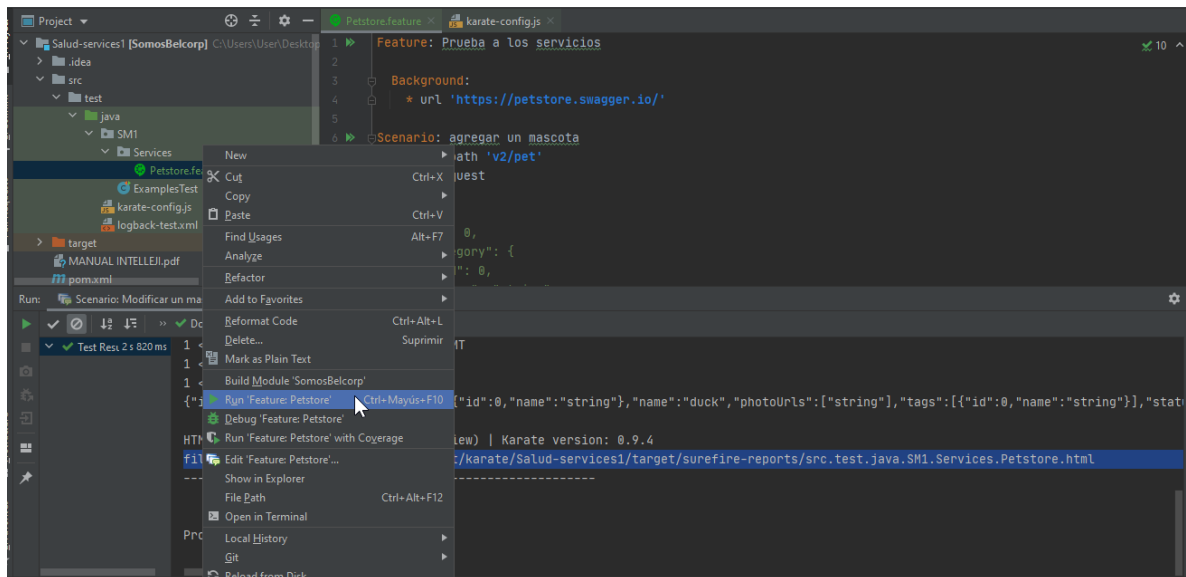 Project
Petstore.feature
karate-config.js
Salud-services1 [SomosBelcorp] C:\Users\User\Desktop
.idea
src
test
java
SM1
Services
Petstore.fe
ExamplesTest
karate-config.js
logback-test.xml
target
MANUAL INTELLEJI.pdf
pom.xml
1 Feature: Prueba a los servicios
2
3 Background:
4 * url 'https://petstore.swagger.io/'
5
6 Scenario: agregar un mascota
ath 'v2/pet'
uest
0,
gory": {
": 0,
10
New
Cut Ctrl+X
Copy
Paste Ctrl+V
Find Usages Alt+F7
Analyze
Refactor
Add to Favorites
Reformat Code Ctrl+Alt+L
Delete... Suprimir
Mark as Plain Text
Build Module 'SomosBelcorp'
Run 'Feature: Petstore' Ctrl+Mayús+F10
Debug 'Feature: Petstore'
Run 'Feature: Petstore' with Coverage
Edit 'Feature: Petstore'...
Show in Explorer
File Path Ctrl+Alt+F12
Open in Terminal
Local History
Git
Reload from Disk
Run: Scenario: Modificar un ma
Test Resu 2 s 820 ms
1 < MT
1 <
1 <
{"i {"id":0,"name":"string"},"name":"duck","photoUrls":["string"],"tags":[{"id":0,"name":"string"}],"stat
HTM iew) | Karate version: 0.9.4
fil t/karate/Salud-services1/target/surefire-reports/src.test.java.SM1.Services.Petstore.html
Pro